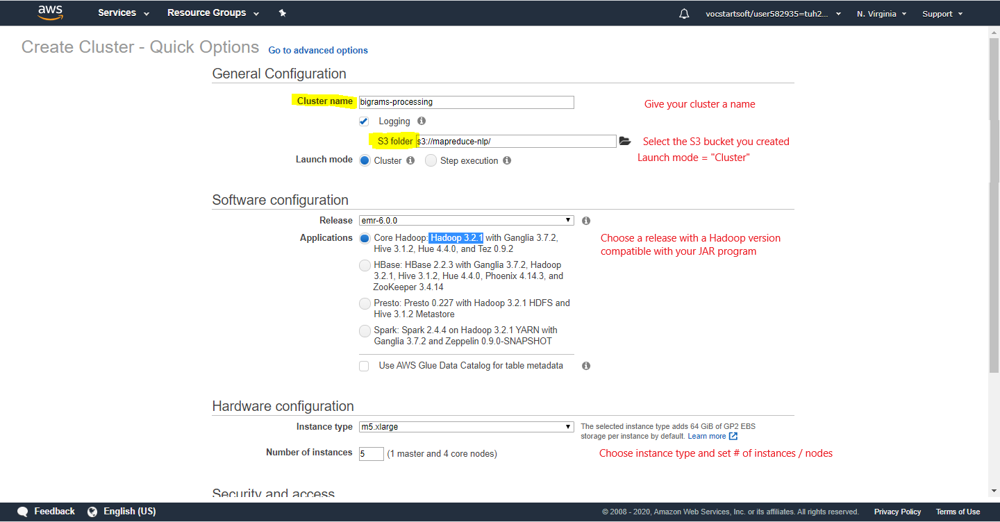 aws Services Resource Groups vocstartsoft/user582935=tuh2... N. Virginia Support
Create Cluster - Quick Options Go to advanced options
General Configuration
Cluster name bigrams-processing Give your cluster a name
Logging
S3 folder s3://mapreduce-nlp/ Select the S3 bucket you created
Launch mode Cluster Step execution Launch mode = "Cluster"
Software configuration
Release emr-6.0.0
Applications Core Hadoop: Hadoop 3.2.1 with Ganglia 3.7.2, Choose a release with a Hadoop version
Hive 3.1.2, Hue 4.4.0, and Tez 0.9.2 compatible with your JAR program
HBase: HBase 2.2.3 with Ganglia 3.7.2, Hadoop
3.2.1, Hive 3.1.2, Hue 4.4.0, Phoenix 4.14.3, and
ZooKeeper 3.4.14
Presto: Presto 0.227 with Hadoop 3.2.1 HDFS and
Hive 3.1.2 Metastore
Spark: Spark 2.4.4 on Hadoop 3.2.1 YARN with
Ganglia 3.7.2 and Zeppelin 0.9.0-SNAPSHOT
Use AWS Glue Data Catalog for table metadata
Hardware configuration
Instance type m5.xlarge The selected instance type adds 64 GiB of GP2 EBS
storage per instance by default. Learn more
Number of instances 5 (1 master and 4 core nodes) Choose instance type and set # of instances / nodes
Security and access
Feedback English (US) © 2008 - 2020, Amazon Web Services, Inc. or its affiliates. All rights reserved. Privacy Policy Terms of Use